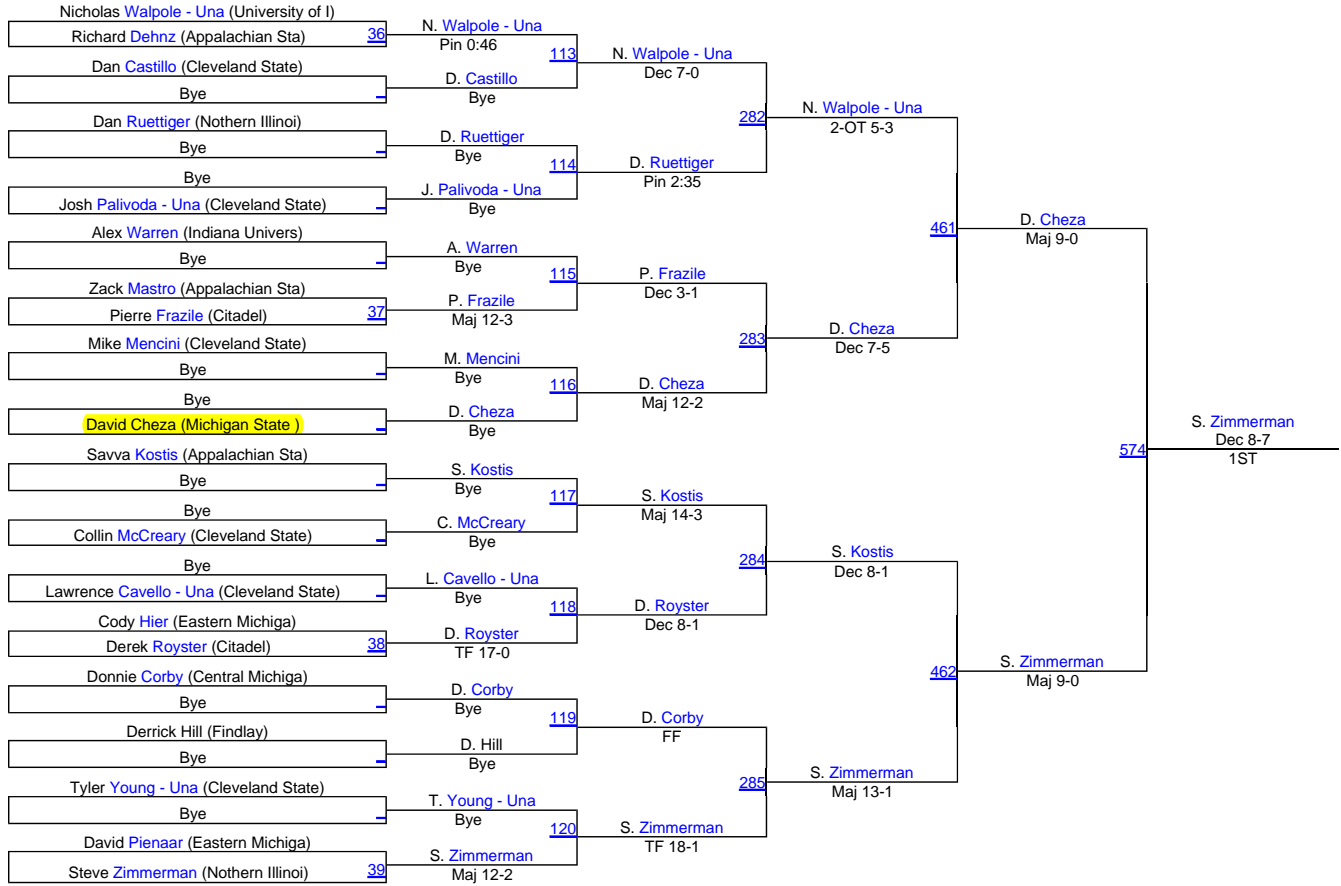 Nicholas Walpole - Una (University of I)
Richard Dehnz (Appalachian Sta) 36
Dan Castillo (Cleveland State)
Bye
Dan Ruettiger (Nothern Illinoi)
Bye
Bye
Josh Palivoda - Una (Cleveland State)
Alex Warren (Indiana Univers)
Bye
Zack Mastro (Appalachian Sta)
Pierre Frazile (Citadel) 37
Mike Mencini (Cleveland State)
Bye
Bye
David Cheza (Michigan State )
Savva Kostis (Appalachian Sta)
Bye
Bye
Collin McCreary (Cleveland State)
Bye
Lawrence Cavello - Una (Cleveland State)
Cody Hier (Eastern Michiga)
Derek Royster (Citadel) 38
Donnie Corby (Central Michiga)
Bye
Derrick Hill (Findlay)
Bye
Tyler Young - Una (Cleveland State)
Bye
David Pienaar (Eastern Michiga)
Steve Zimmerman (Nothern Illinoi) 39
N. Walpole - Una
Pin 0:46
113
D. Castillo
Bye
D. Ruettiger
Bye
114
J. Palivoda - Una
Bye
A. Warren
Bye
115
P. Frazile
Maj 12-3
M. Mencini
Bye
116
D. Cheza
Bye
S. Kostis
Bye
117
C. McCreary
Bye
L. Cavello - Una
Bye
118
D. Royster
TF 17-0
D. Corby
Bye
119
D. Hill
Bye
T. Young - Una
Bye
120
S. Zimmerman
Maj 12-2
N. Walpole - Una
Dec 7-0
282
D. Ruettiger
Pin 2:35
P. Frazile
Dec 3-1
283
D. Cheza
Maj 12-2
S. Kostis
Maj 14-3
284
D. Royster
Dec 8-1
D. Corby
FF
285
S. Zimmerman
TF 18-1
N. Walpole - Una
2-OT 5-3
461
D. Cheza
Dec 7-5
S. Kostis
Dec 8-1
462
S. Zimmerman
Maj 13-1
D. Cheza
Maj 9-0
574
S. Zimmerman
Maj 9-0
S. Zimmerman
Dec 8-7
1ST